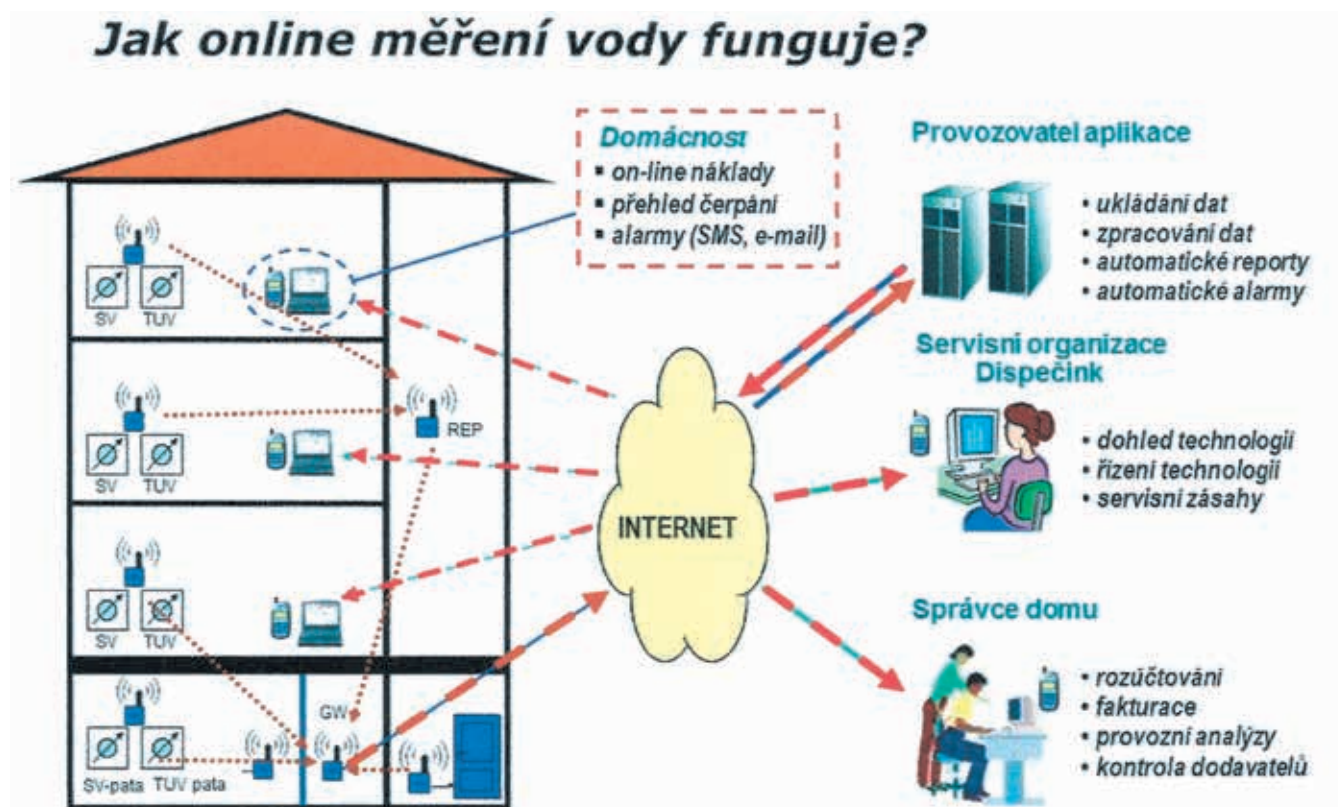 Jak online měření vody funguje?
Domácnost
▪ on-line náklady
▪ přehled čerpání
▪ alarmy (SMS, e-mail)
Provozovatel aplikace
• ukládání dat
• zpracování dat
• automatické reporty
• automatické alarmy
SV TUV
Servisní organizace
Dispečink
• dohled technologií
• řízení technologií
• servisní zásahy
REP
SV TUV
INTERNET
SV TUV
Správce domu
• rozúčtování
• fakturace
• provozní analýzy
• kontrola dodavatelů
GW
SV-pata TUV pata